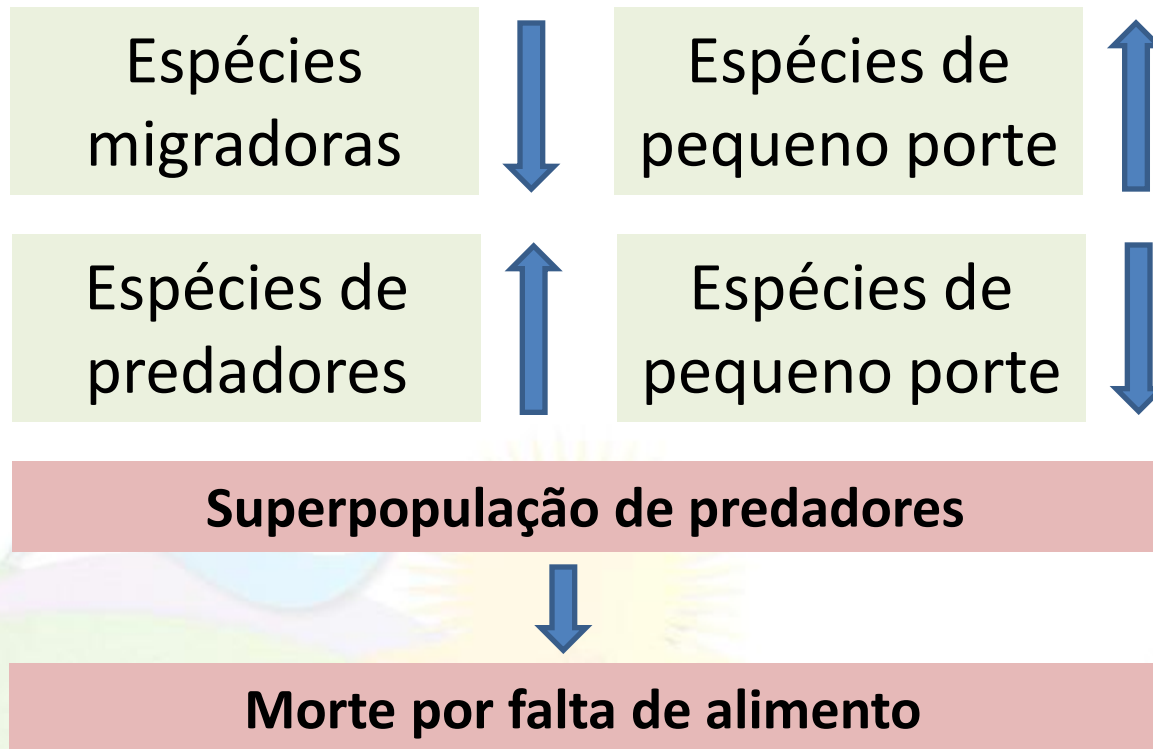 Espécies
migradoras
Espécies de
pequeno porte
Espécies de
predadores
Espécies de
pequeno porte
Superpopulação de predadores
Morte por falta de alimento